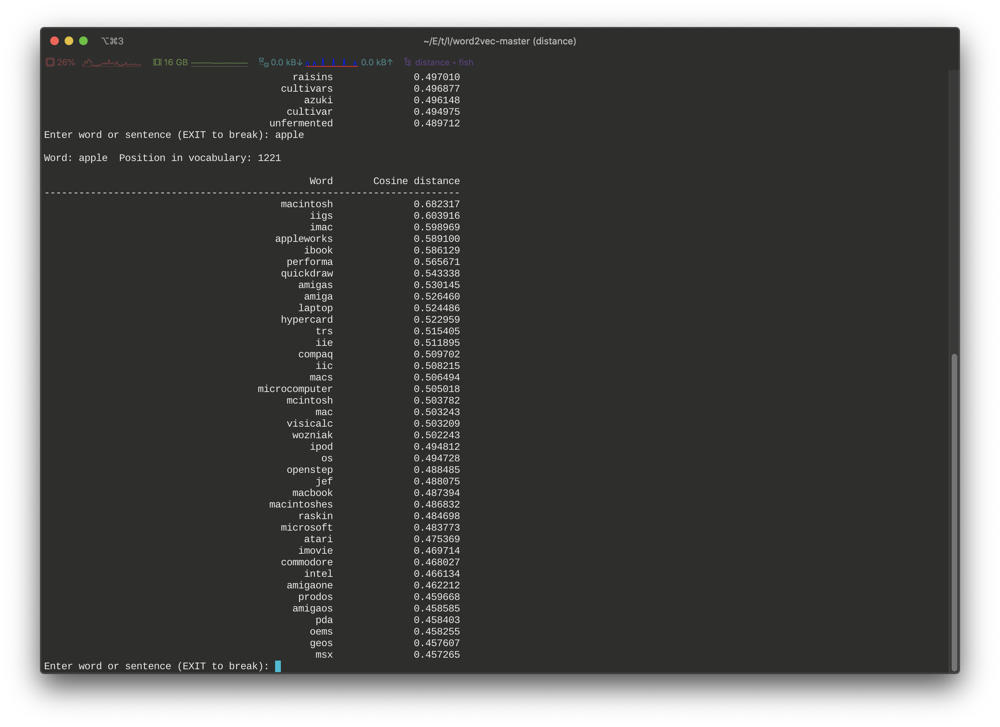 ⌥⌘3 ~/E/t/l/word2vec-master (distance)
26% 16 GB 0.0 kB↓ 0.0 kB↑ distance ◂ fish
raisins 0.497010
cultivars 0.496877
azuki 0.496148
cultivar 0.494975
unfermented 0.489712
Enter word or sentence (EXIT to break): apple
Word: apple  Position in vocabulary: 1221
Word Cosine distance
------------------------------------------------------------------------
macintosh 0.682317
iigs 0.603916
imac 0.598969
appleworks 0.589100
ibook 0.586129
performa 0.565671
quickdraw 0.543338
amigas 0.530145
amiga 0.526460
laptop 0.524486
hypercard 0.522959
trs 0.515405
iie 0.511895
compaq 0.509702
iic 0.508215
macs 0.506494
microcomputer 0.505018
mcintosh 0.503782
mac 0.503243
visicalc 0.503209
wozniak 0.502243
ipod 0.494812
os 0.494728
openstep 0.488485
jef 0.488075
macbook 0.487394
macintoshes 0.486832
raskin 0.484698
microsoft 0.483773
atari 0.475369
imovie 0.469714
commodore 0.468027
intel 0.466134
amigaone 0.462212
prodos 0.459668
amigaos 0.458585
pda 0.458403
oems 0.458255
geos 0.457607
msx 0.457265
Enter word or sentence (EXIT to break):